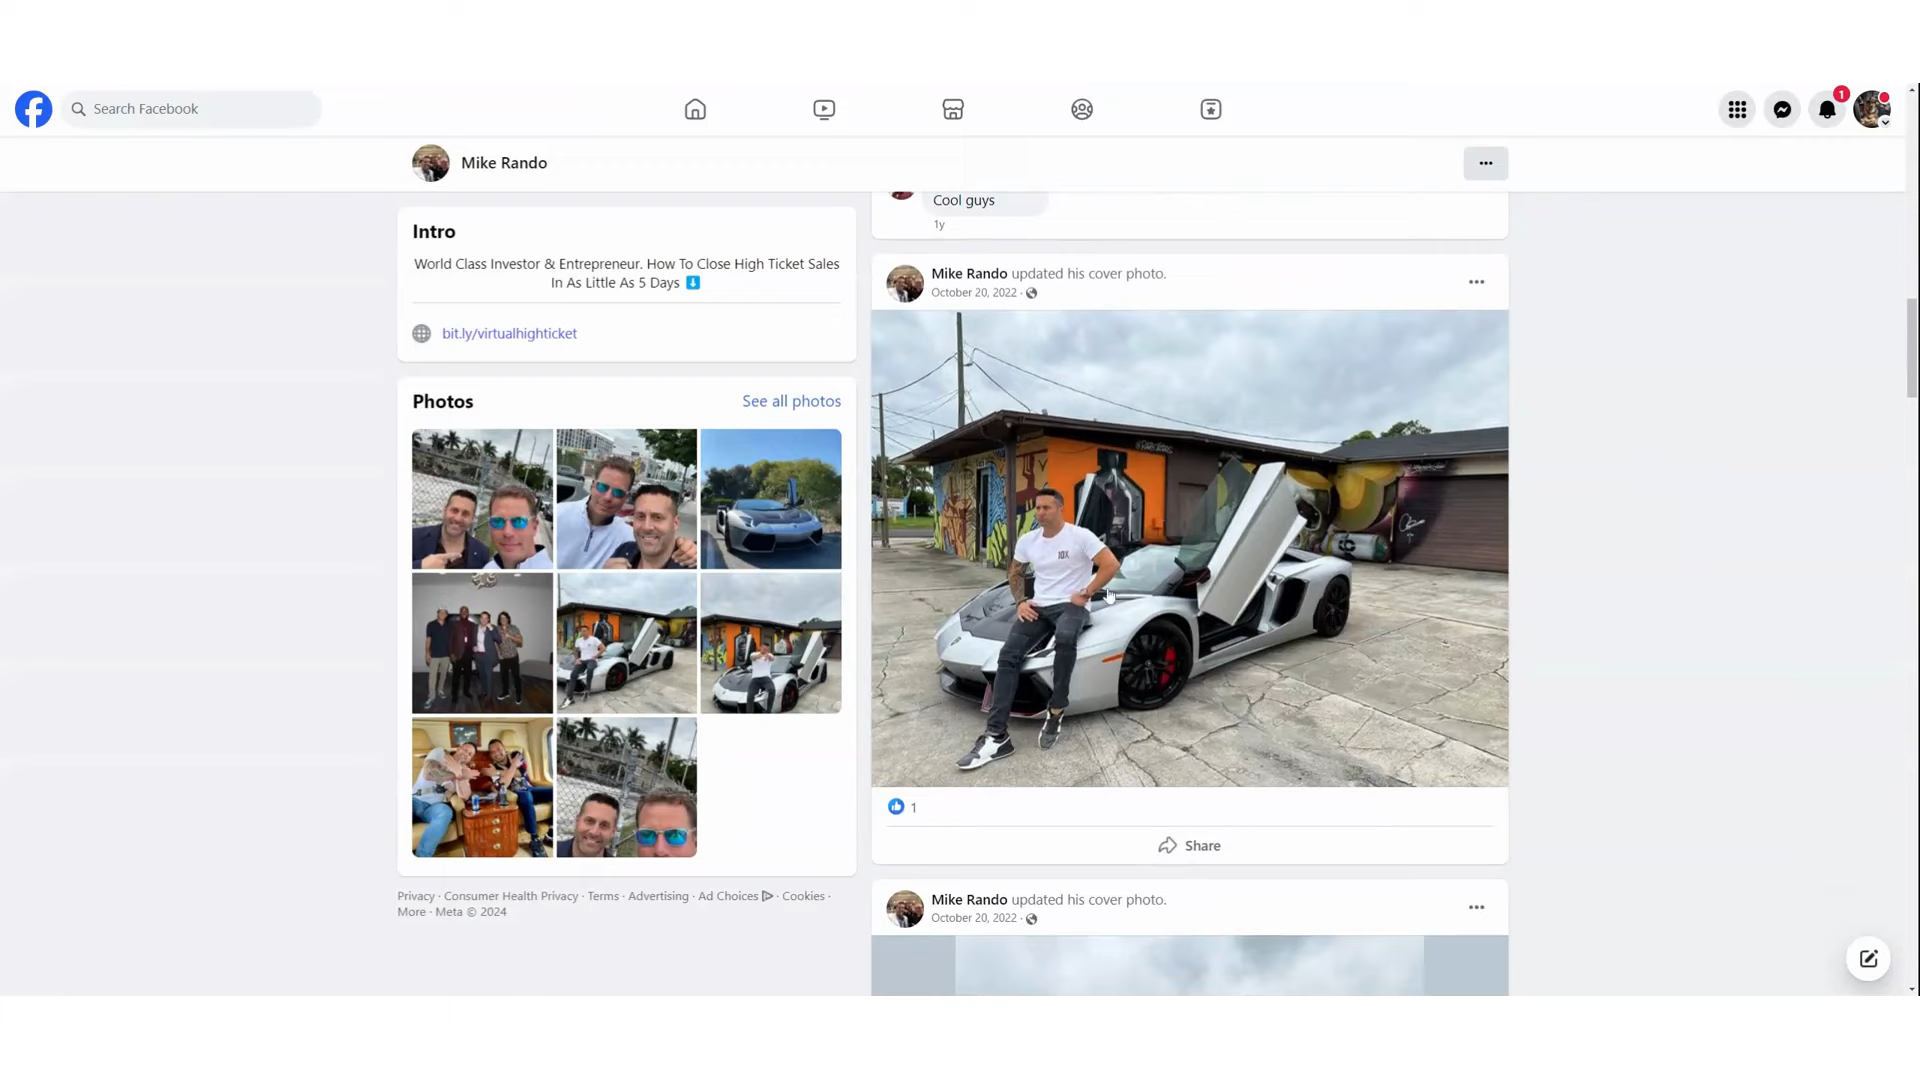 Search Facebook
1
Mike Rando
Intro
World Class Investor & Entrepreneur. How To Close High Ticket Sales
In As Little As 5 Days
bit.ly/virtualhighticket
Photos
See all photos
Privacy · Consumer Health Privacy · Terms · Advertising · Ad Choices · Cookies ·
More · Meta © 2024
Cool guys
1y
Mike Rando updated his cover photo.
October 20, 2022 ·
10X
1
Share
Mike Rando updated his cover photo.
October 20, 2022 ·